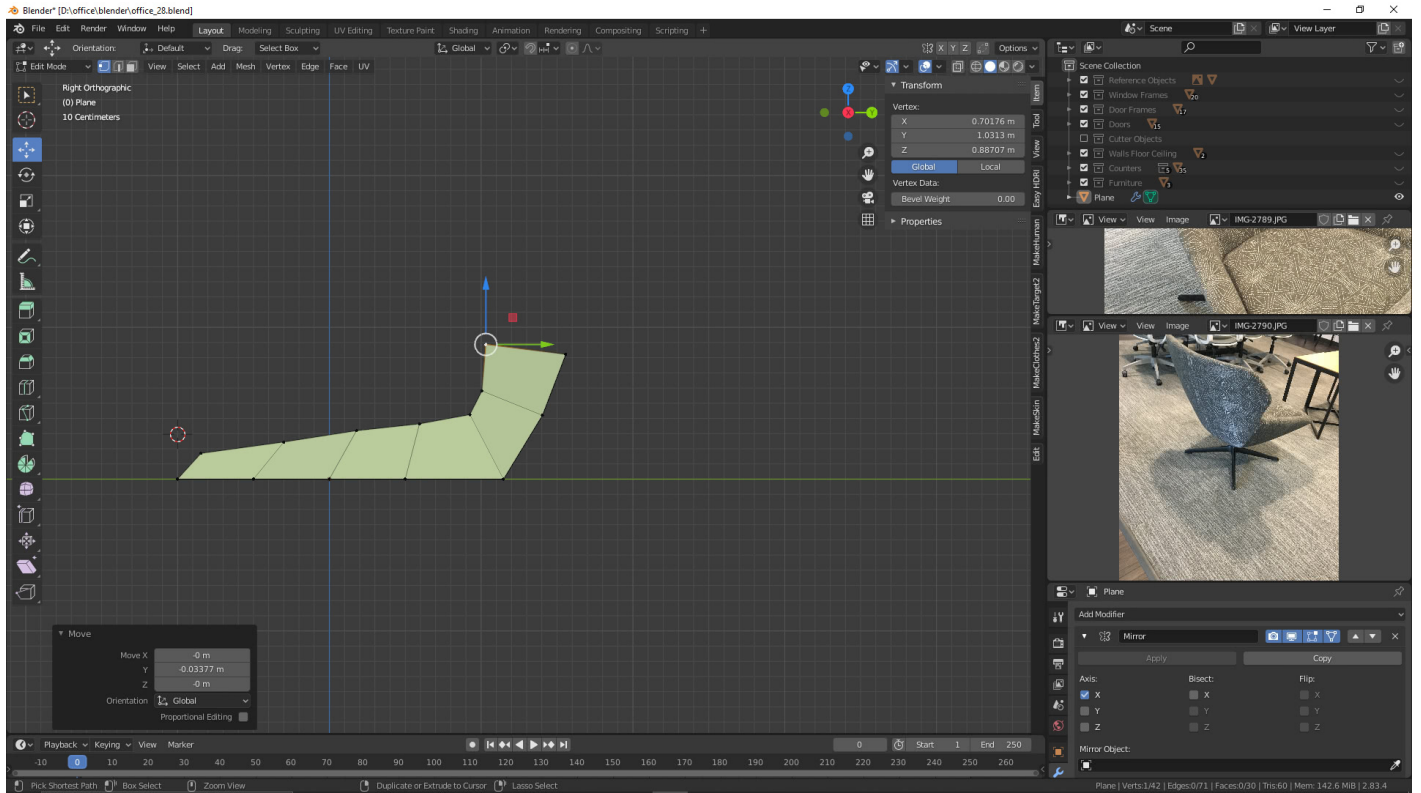 Blender* [D:\office\blender\office_28.blend]
File Edit Render Window Help Layout Modeling Sculpting UV Editing Texture Paint Shading Animation Rendering Compositing Scripting + Scene View Layer
Orientation: Default Drag: Select Box Global X Y Z Options
Edit Mode View Select Add Mesh Vertex Edge Face UV
Right Orthographic
(0) Plane
10 Centimeters
Transform
Vertex:
X 0.70176 m
Y 1.0313 m
Z 0.88707 m
Global Local
Vertex Data:
Bevel Weight 0.00
Properties
Item
Tool
View
Easy HDRI
MakeHuman
MakeTarget2
MakeClothes2
MakeSkin
Edit
Z
X
Y
Scene Collection
Reference Objects
Window Frames 20
Door Frames 17
Doors 15
Cutter Objects
Walls Floor Ceiling 2
Counters 5 35
Furniture 3
Plane
View View Image IMG-2789.JPG
View View Image IMG-2790.JPG
Plane
Add Modifier
Mirror
Apply Copy
Axis: Bisect: Flip:
X X X
Y Y Y
Z Z Z
Mirror Object:
Move
Move X -0 m
Y -0.03377 m
Z -0 m
Orientation Global
Proportional Editing
Playback Keying View Marker 0 Start 1 End 250
-10 0 10 20 30 40 50 60 70 80 90 100 110 120 130 140 150 160 170 180 190 200 210 220 230 240 250 260
Pick Shortest Path Box Select Zoom View Duplicate or Extrude to Cursor Lasso Select Plane | Verts:1/42 | Edges:0/71 | Faces:0/30 | Tris:60 | Mem: 142.6 MiB | 2.83.4